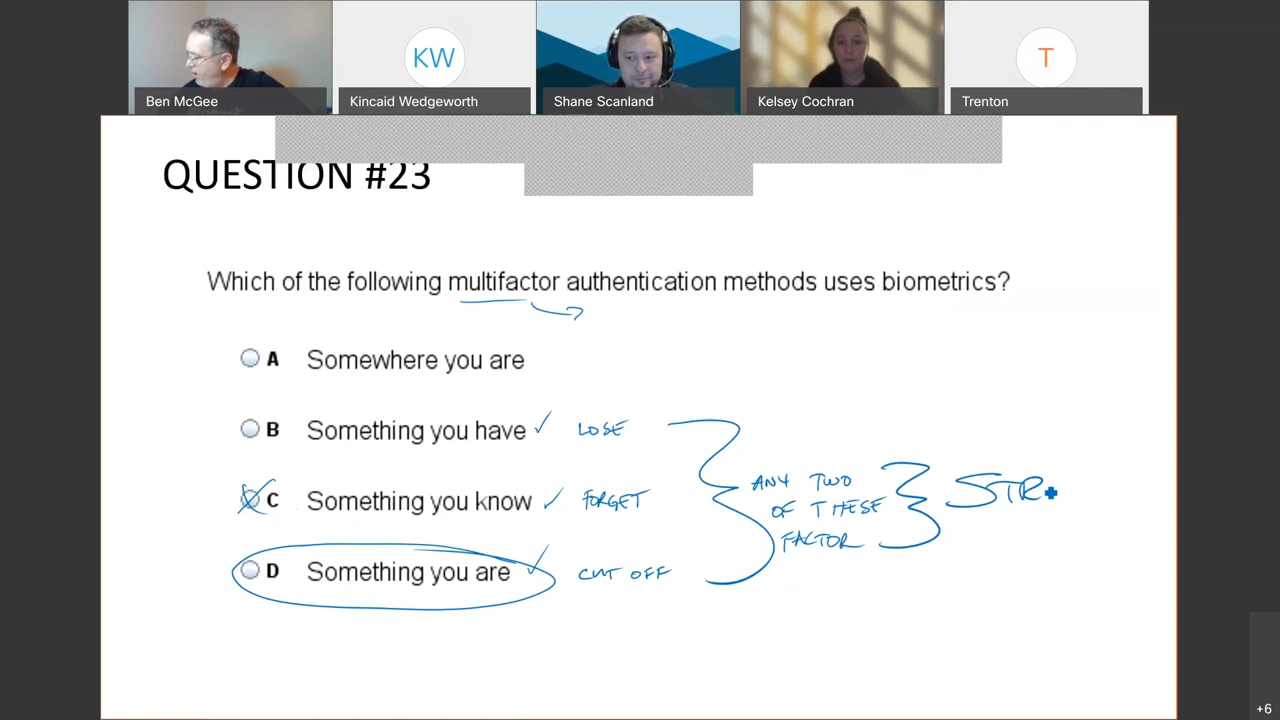 KW
T
Ben McGee
Kincaid Wedgeworth
Shane Scanland
Kelsey Cochran
Trenton
QUESTION #23
Which of the following multifactor authentication methods uses biometrics?
A Somewhere you are
B Something you have ✓ LOSE
C Something you know ✓ FORGET
D Something you are ✓ CUT OFF
ANY TWO
OF THESE
FACTOR
STR
+6